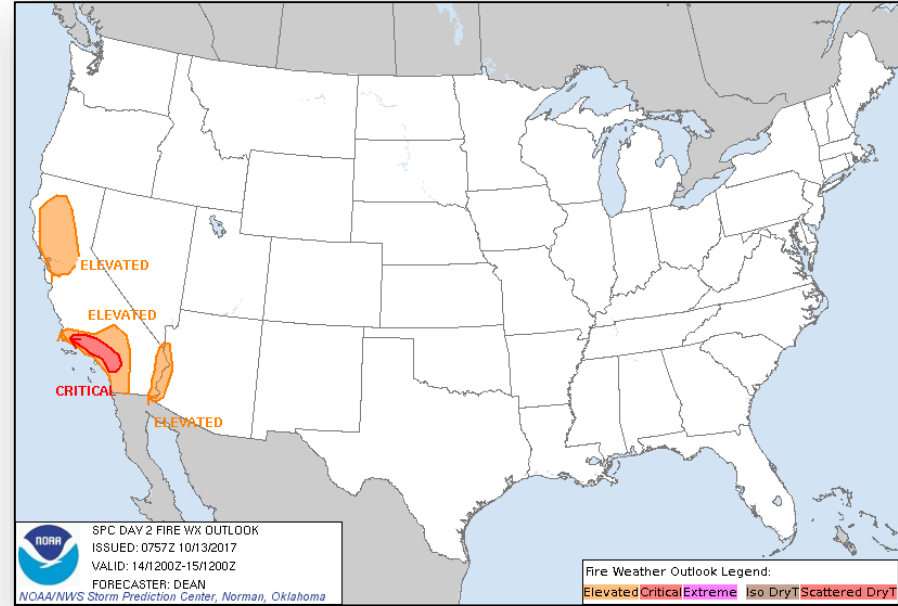 ELEVATED
ELEVATED
CRITICAL
ELEVATED
NOAA
SPC DAY 2 FIRE WX OUTLOOK
ISSUED: 0757Z 10/13/2017
VALID: 14/1200Z-15/1200Z
FORECASTER: DEAN
NOAA/NWS Storm Prediction Center, Norman, Oklahoma
Fire Weather Outlook Legend:
Elevated Critical Extreme Iso DryT Scattered DryT